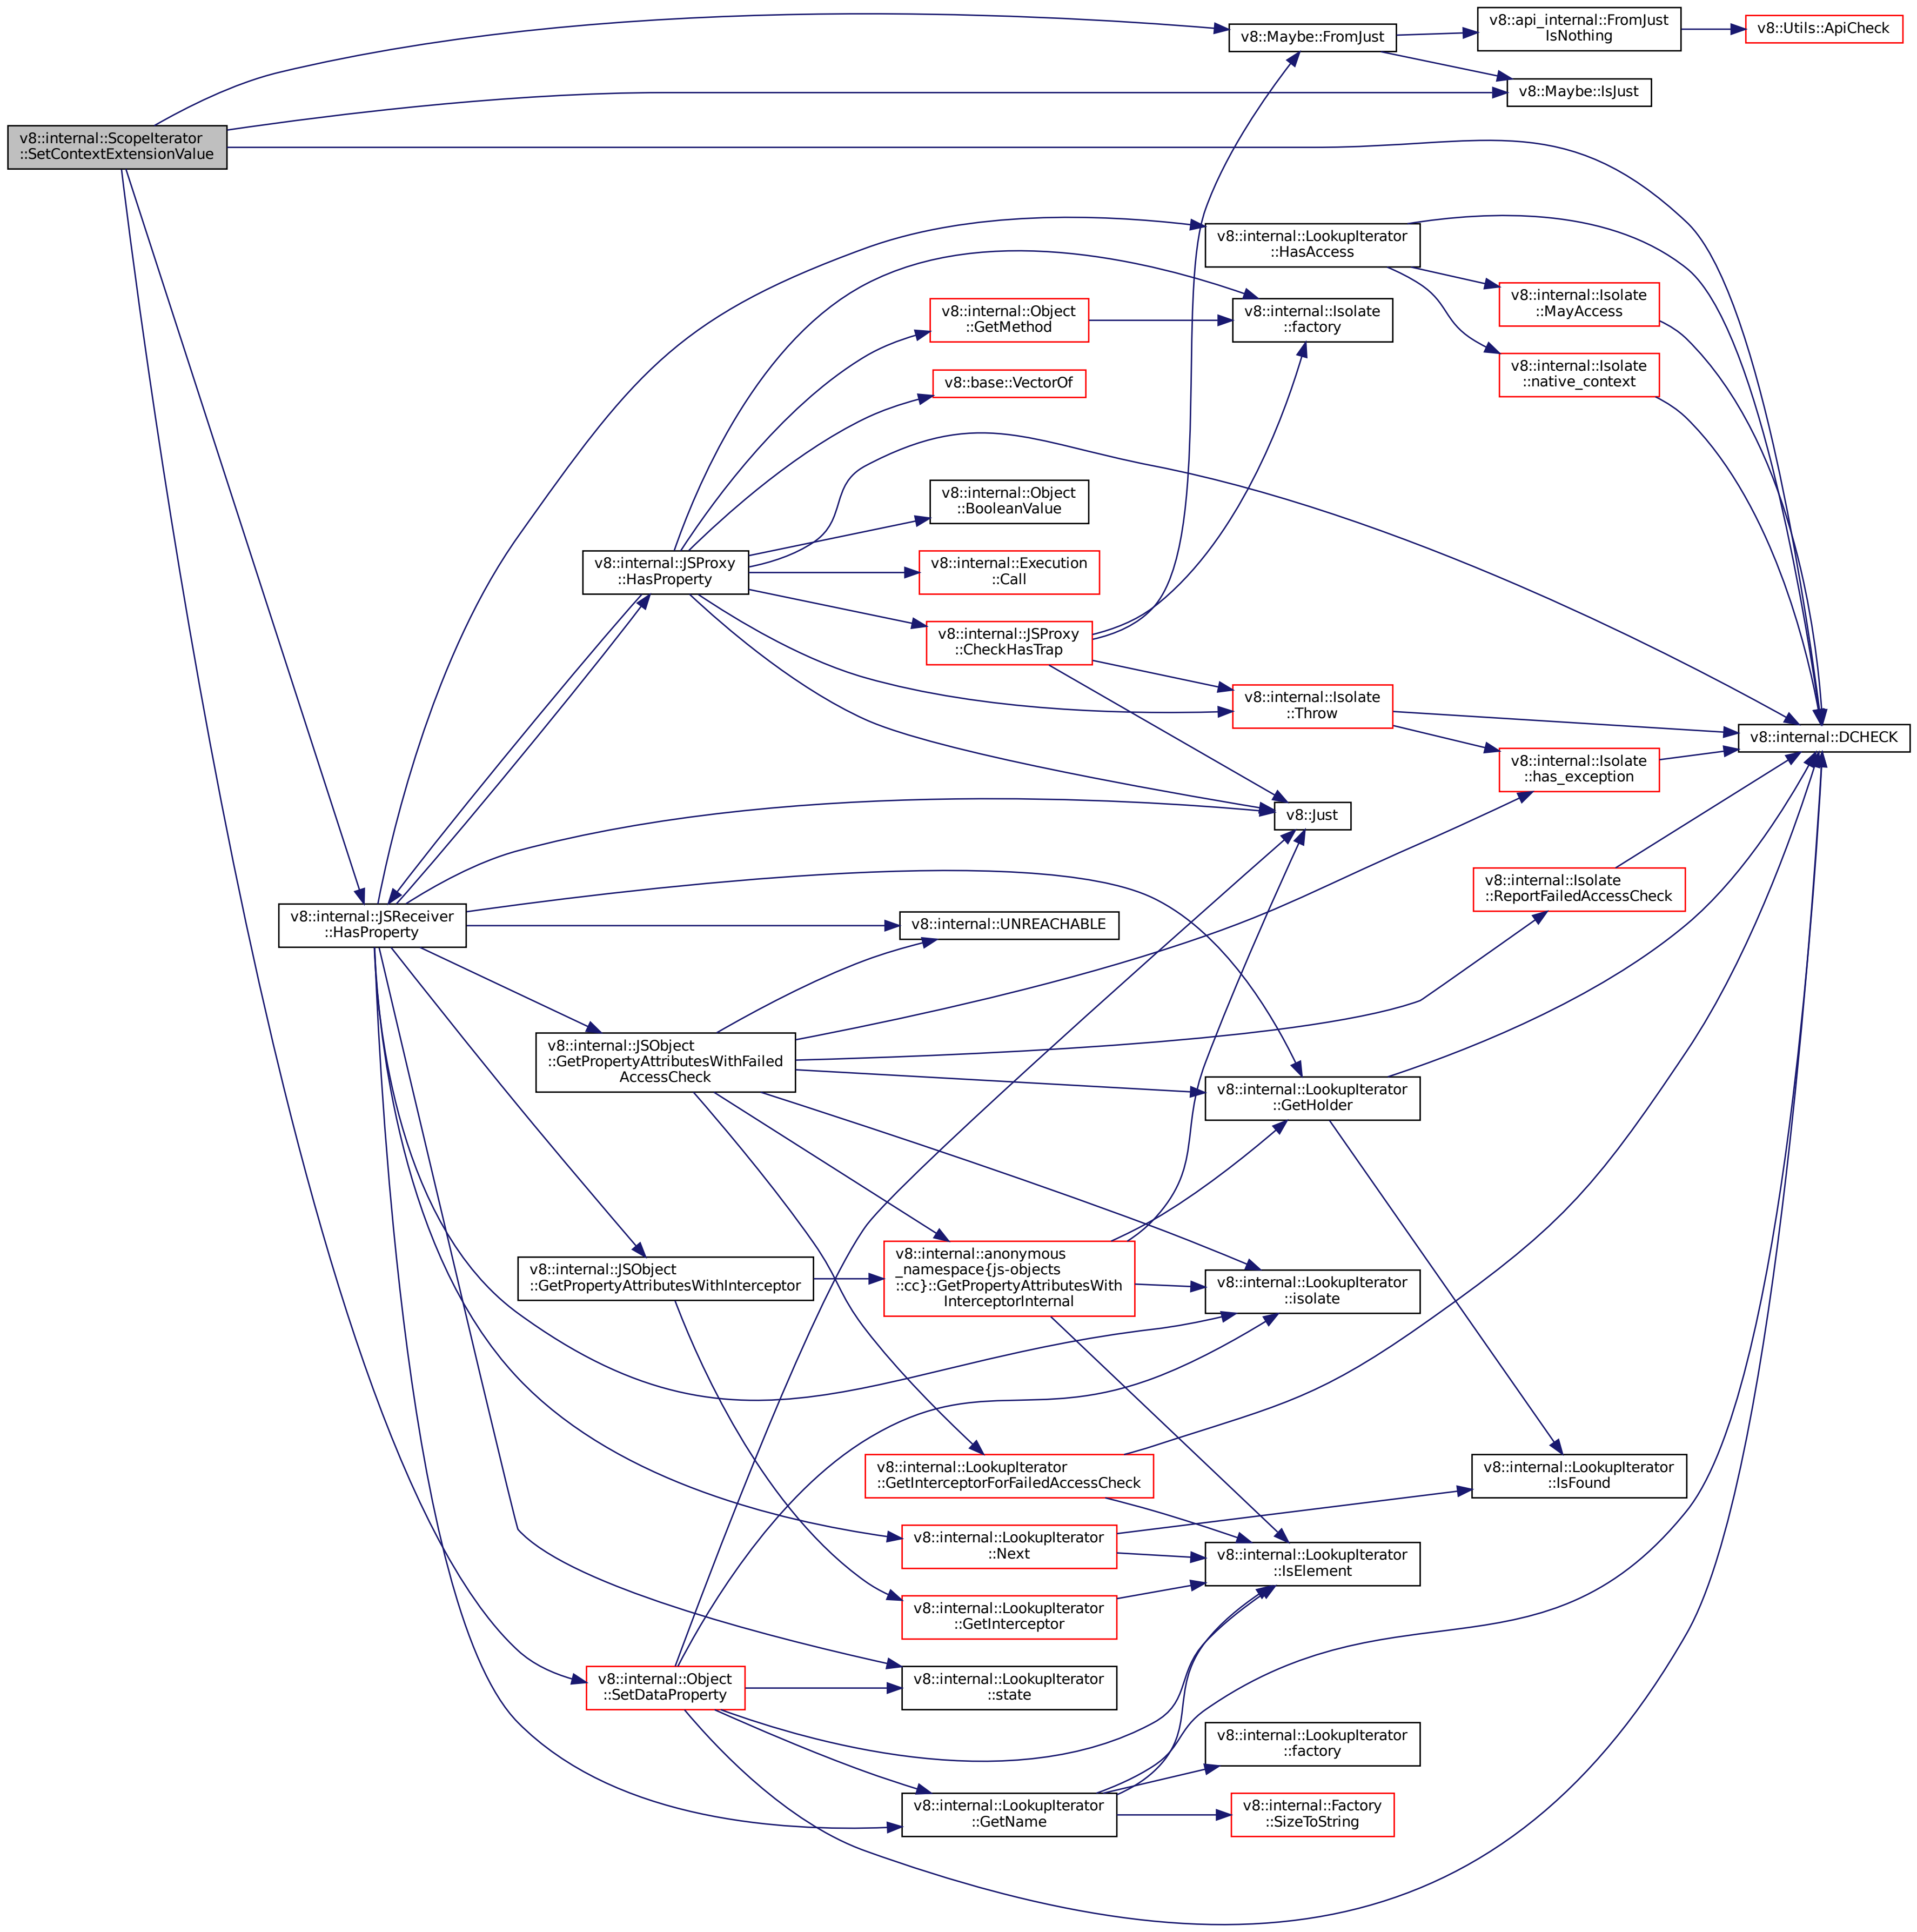 v8::internal::ScopeIterator
::SetContextExtensionValue
v8::Maybe::FromJust
v8::api_internal::FromJust
IsNothing
v8::Utils::ApiCheck
v8::Maybe::IsJust
v8::internal::LookupIterator
::HasAccess
v8::internal::Isolate
::MayAccess
v8::internal::Isolate
::native_context
v8::internal::Object
::GetMethod
v8::internal::Isolate
::factory
v8::base::VectorOf
v8::internal::Object
::BooleanValue
v8::internal::JSProxy
::HasProperty
v8::internal::Execution
::Call
v8::internal::JSProxy
::CheckHasTrap
v8::internal::Isolate
::Throw
v8::internal::DCHECK
v8::internal::Isolate
::has_exception
v8::Just
v8::internal::Isolate
::ReportFailedAccessCheck
v8::internal::JSReceiver
::HasProperty
v8::internal::UNREACHABLE
v8::internal::JSObject
::GetPropertyAttributesWithFailed
AccessCheck
v8::internal::LookupIterator
::GetHolder
v8::internal::JSObject
::GetPropertyAttributesWithInterceptor
v8::internal::anonymous
_namespace{js-objects
::cc}::GetPropertyAttributesWith
InterceptorInternal
v8::internal::LookupIterator
::isolate
v8::internal::LookupIterator
::GetInterceptorForFailedAccessCheck
v8::internal::LookupIterator
::IsFound
v8::internal::LookupIterator
::Next
v8::internal::LookupIterator
::IsElement
v8::internal::LookupIterator
::GetInterceptor
v8::internal::Object
::SetDataProperty
v8::internal::LookupIterator
::state
v8::internal::LookupIterator
::factory
v8::internal::LookupIterator
::GetName
v8::internal::Factory
::SizeToString